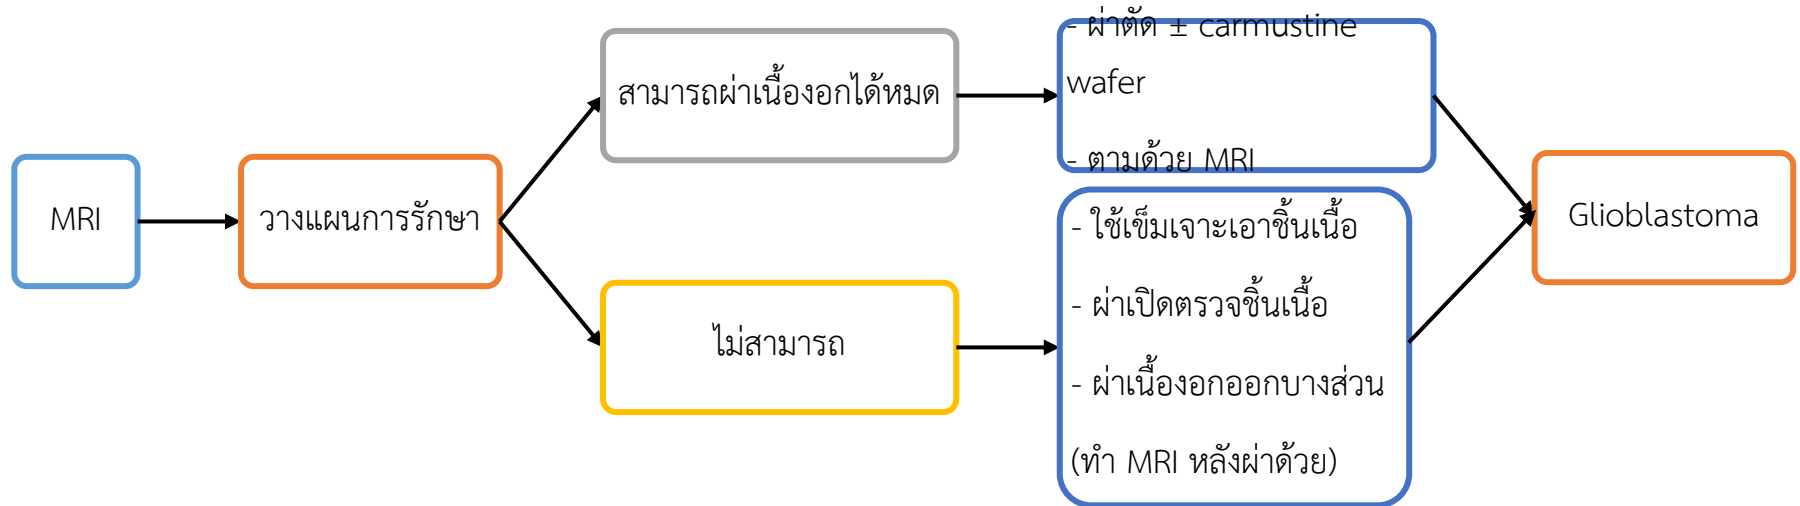 MRI
วางแผนการรักษา
สามารถผ่าเนื้องอกได้หมด
ไม่สามารถ
- ผ่าตัด ± carmustine
wafer
- ตามด้วย MRI
- ใช้เข็มเจาะเอาชิ้นเนื้อ
- ผ่าเปิดตรวจชิ้นเนื้อ
- ผ่าเนื้องอกออกบางส่วน
(ทำ MRI หลังผ่าด้วย)
Glioblastoma